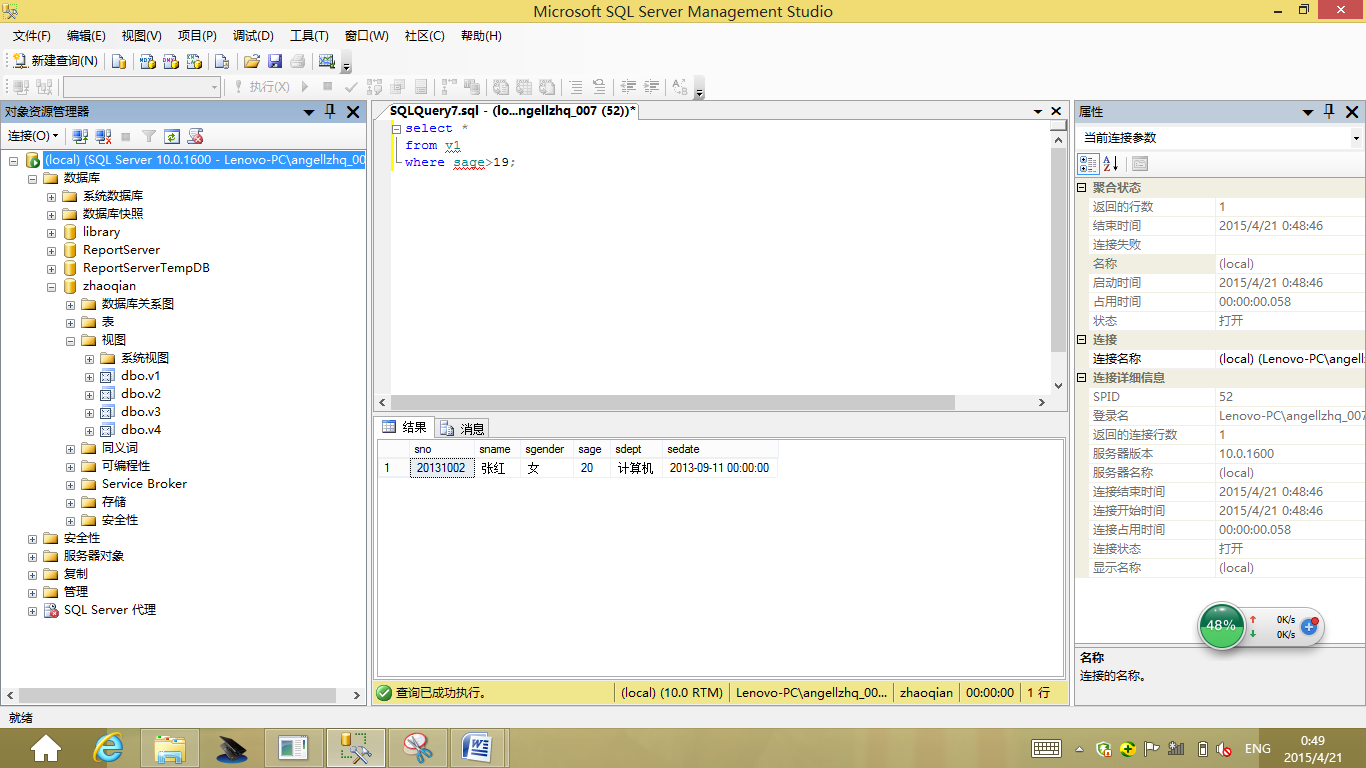 Microsoft SQL Server Management Studio
文件(F) 编辑(E) 视图(V) 项目(P) 调试(D) 工具(T) 窗口(W) 社区(C) 帮助(H)
新建查询(N)
执行(X)
对象资源管理器
连接(O)
(local) (SQL Server 10.0.1600 - Lenovo-PC\angellzhq_00
数据库
系统数据库
数据库快照
library
ReportServer
ReportServerTempDB
zhaoqian
数据库关系图
表
视图
系统视图
dbo.v1
dbo.v2
dbo.v3
dbo.v4
同义词
可编程性
Service Broker
存储
安全性
安全性
服务器对象
复制
管理
SQL Server 代理
SQLQuery7.sql - (lo...ngellzhq_007 (52))*
select *
from v1
where sage>19;
结果 消息
sno sname sgender sage sdept sedate
1 20131002 张红 女 20 计算机 2013-09-11 00:00:00
查询已成功执行。 (local) (10.0 RTM) Lenovo-PC\angellzhq_00... zhaoqian 00:00:00 1 行
属性
当前连接参数
聚合状态
返回的行数 1
结束时间 2015/4/21 0:48:46
连接失败
名称 (local)
启动时间 2015/4/21 0:48:46
占用时间 00:00:00.058
状态 打开
连接
连接名称 (local) (Lenovo-PC\angell
连接详细信息
SPID 52
登录名 Lenovo-PC\angellzhq_007
返回的连接行数 1
服务器版本 10.0.1600
服务器名称 (local)
连接结束时间 2015/4/21 0:48:46
连接开始时间 2015/4/21 0:48:46
连接占用时间 00:00:00.058
连接状态 打开
显示名称 (local)
48% 0K/s
0K/s
名称
连接的名称。
就绪
ENG
0:49
2015/4/21